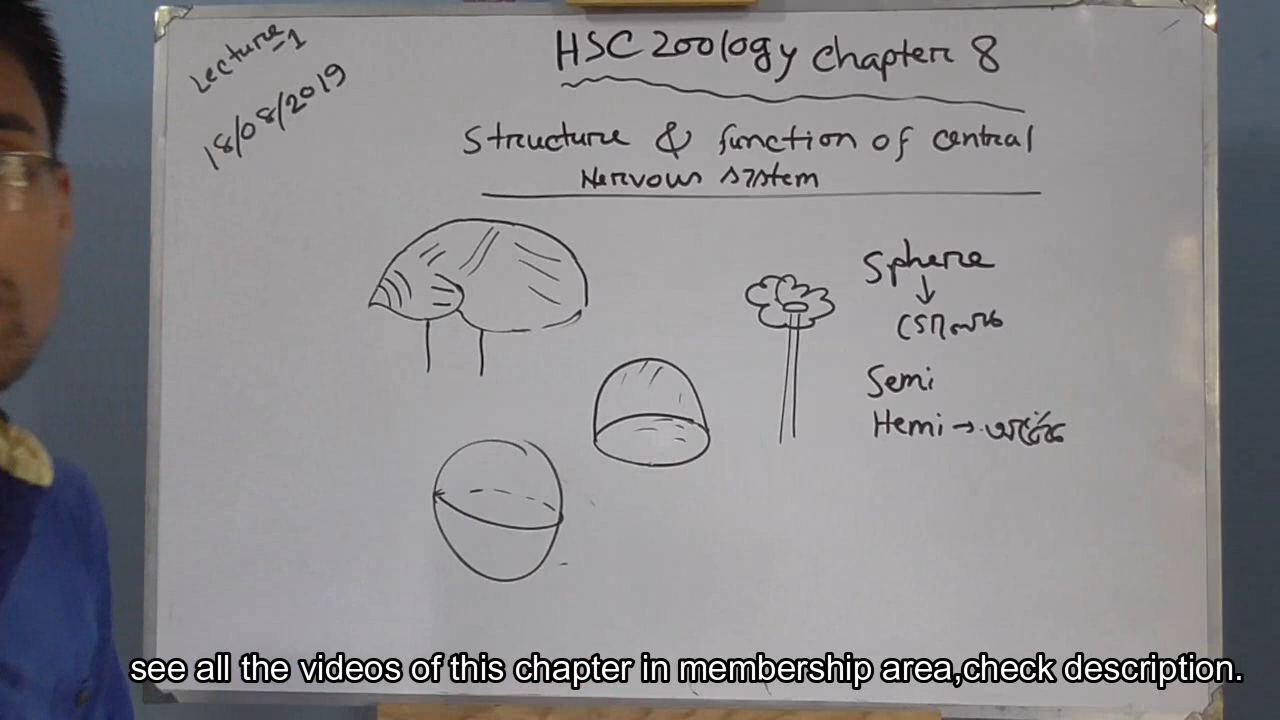 Lecture-1
18/08/2019
HSC Zoology chapter 8
Structure & function of central
Nervous system
Sphere
গোলক
Semi
Hemi → অর্ধেক
see all the videos of this chapter in membership area,check description.